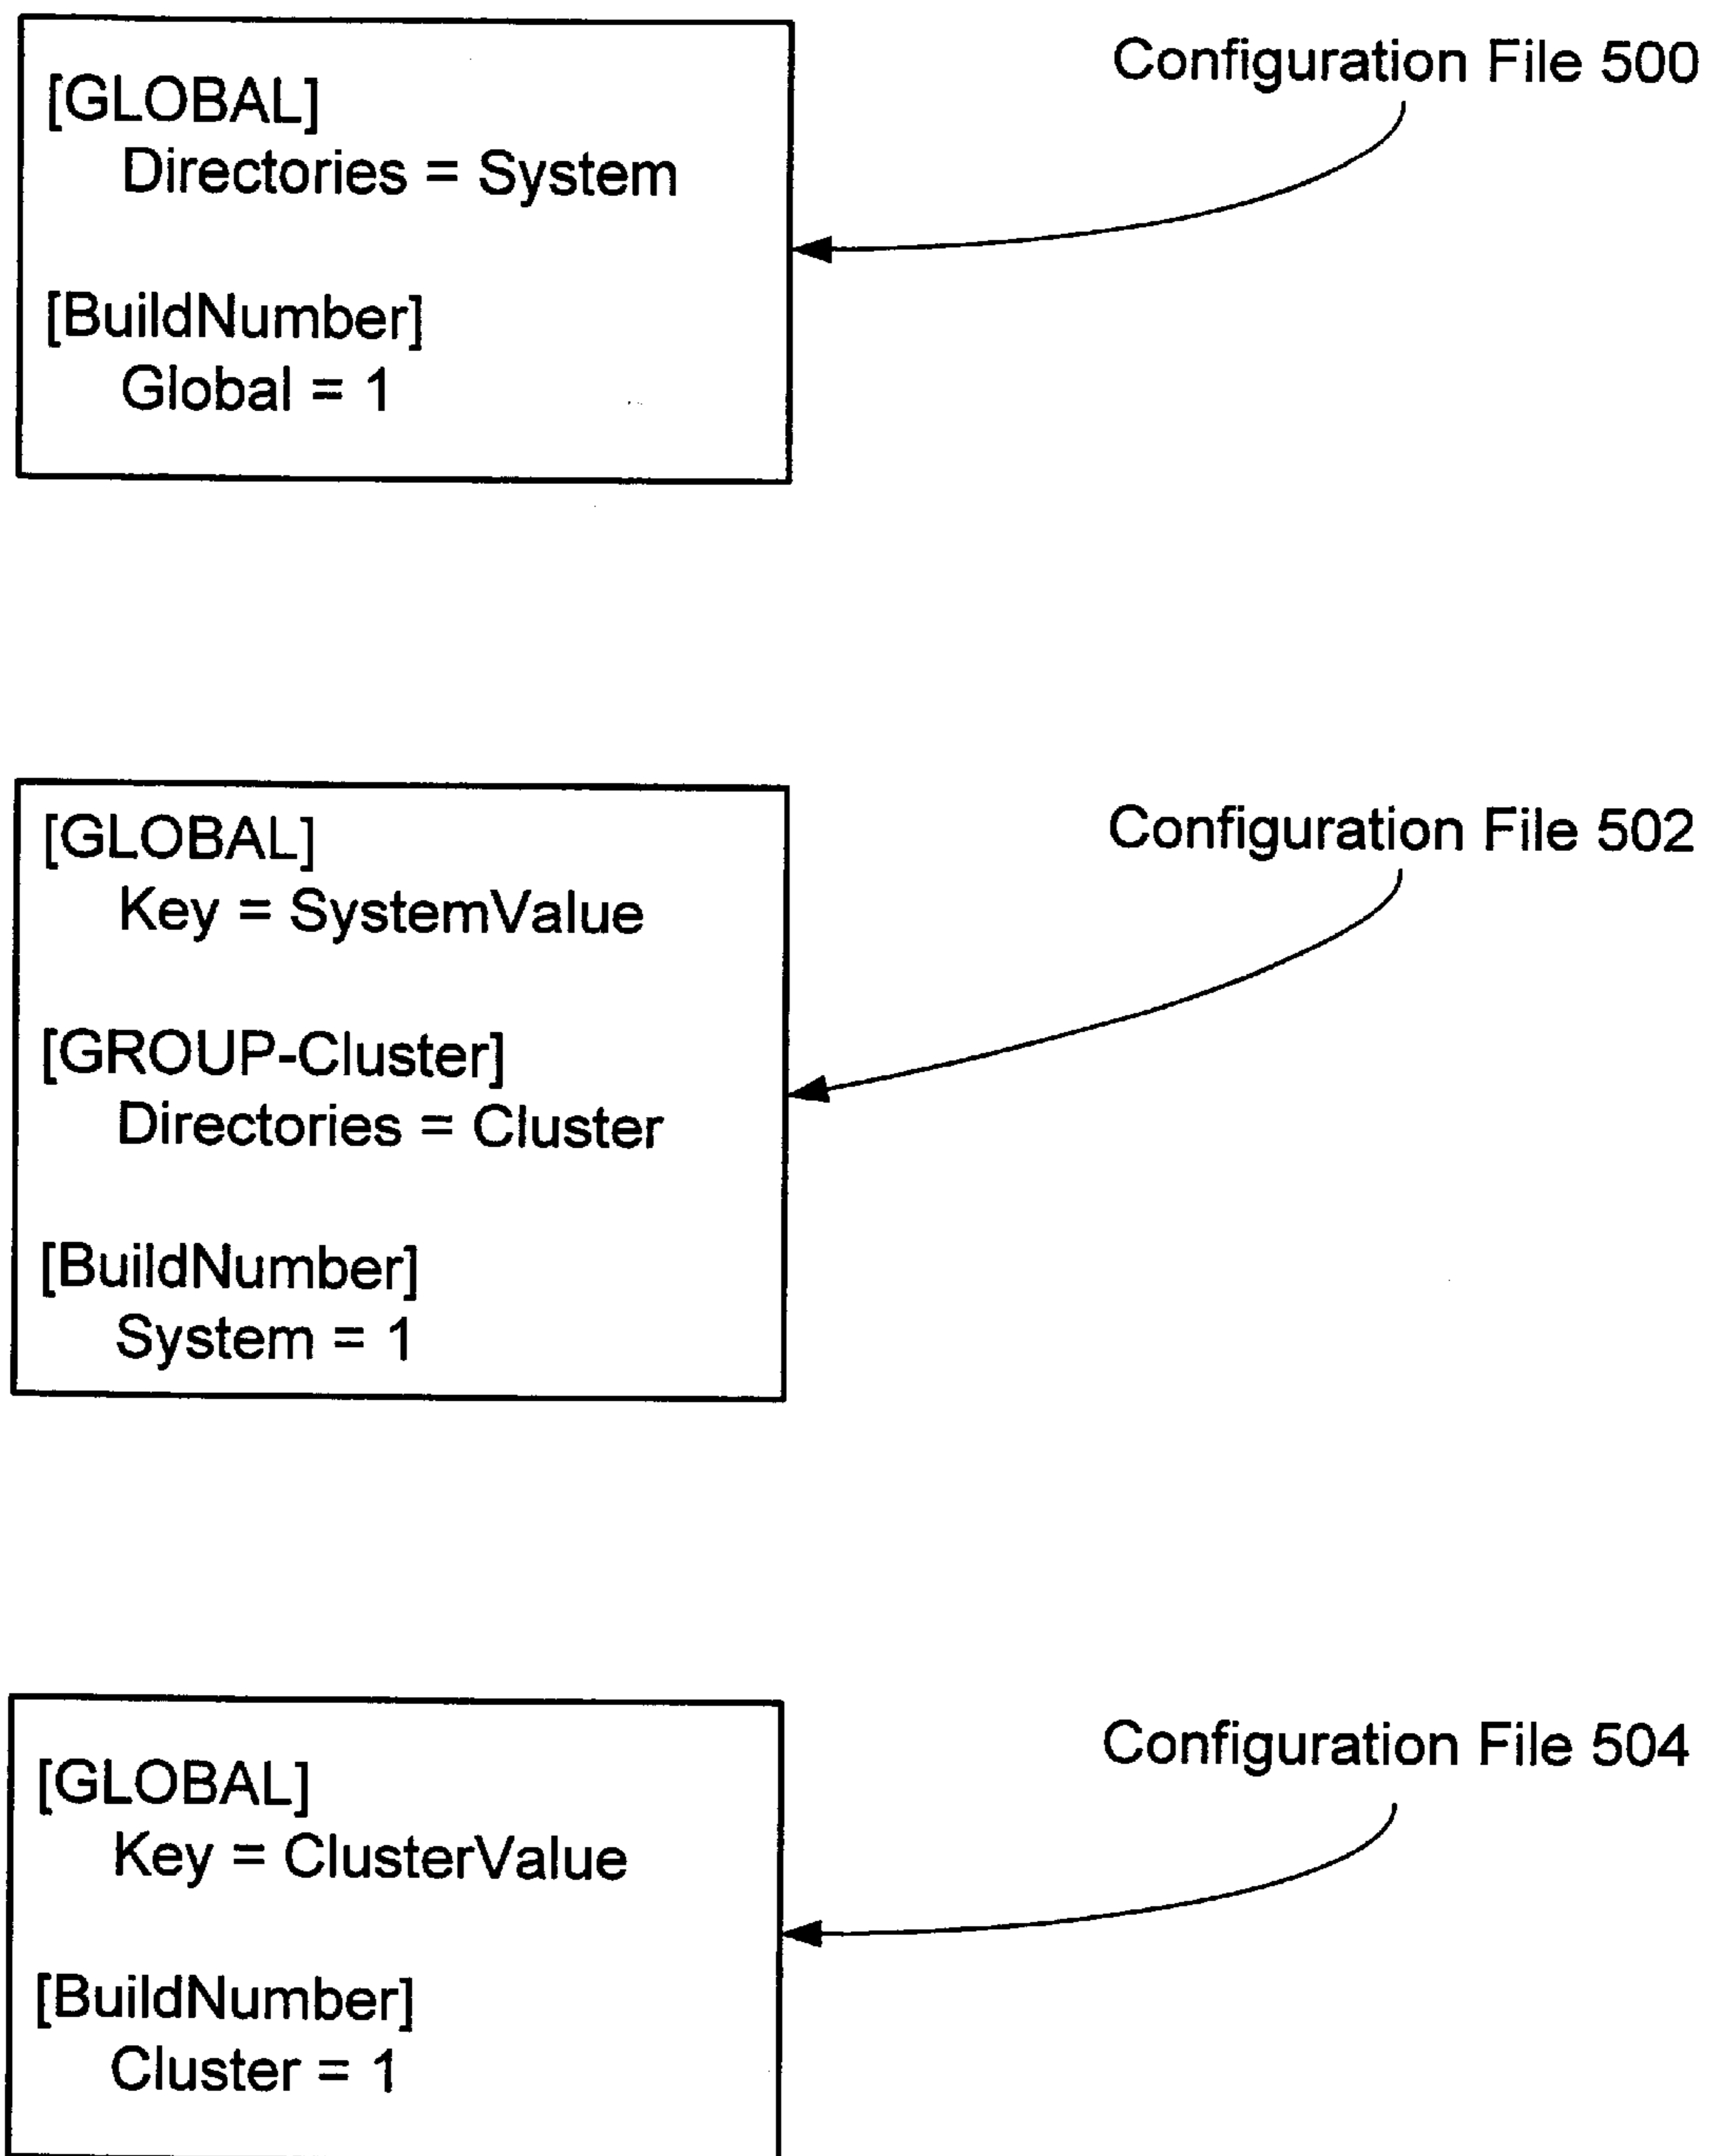 Configuration File 500
[GLOBAL]
Directories = System
[BuildNumber]
Global = 1
Configuration File 502
[GLOBAL]
Key = SystemValue
[GROUP-Cluster]
Directories = Cluster
[BuildNumber]
System = 1
Configuration File 504
[GLOBAL]
Key = ClusterValue
[BuildNumber]
Cluster = 1